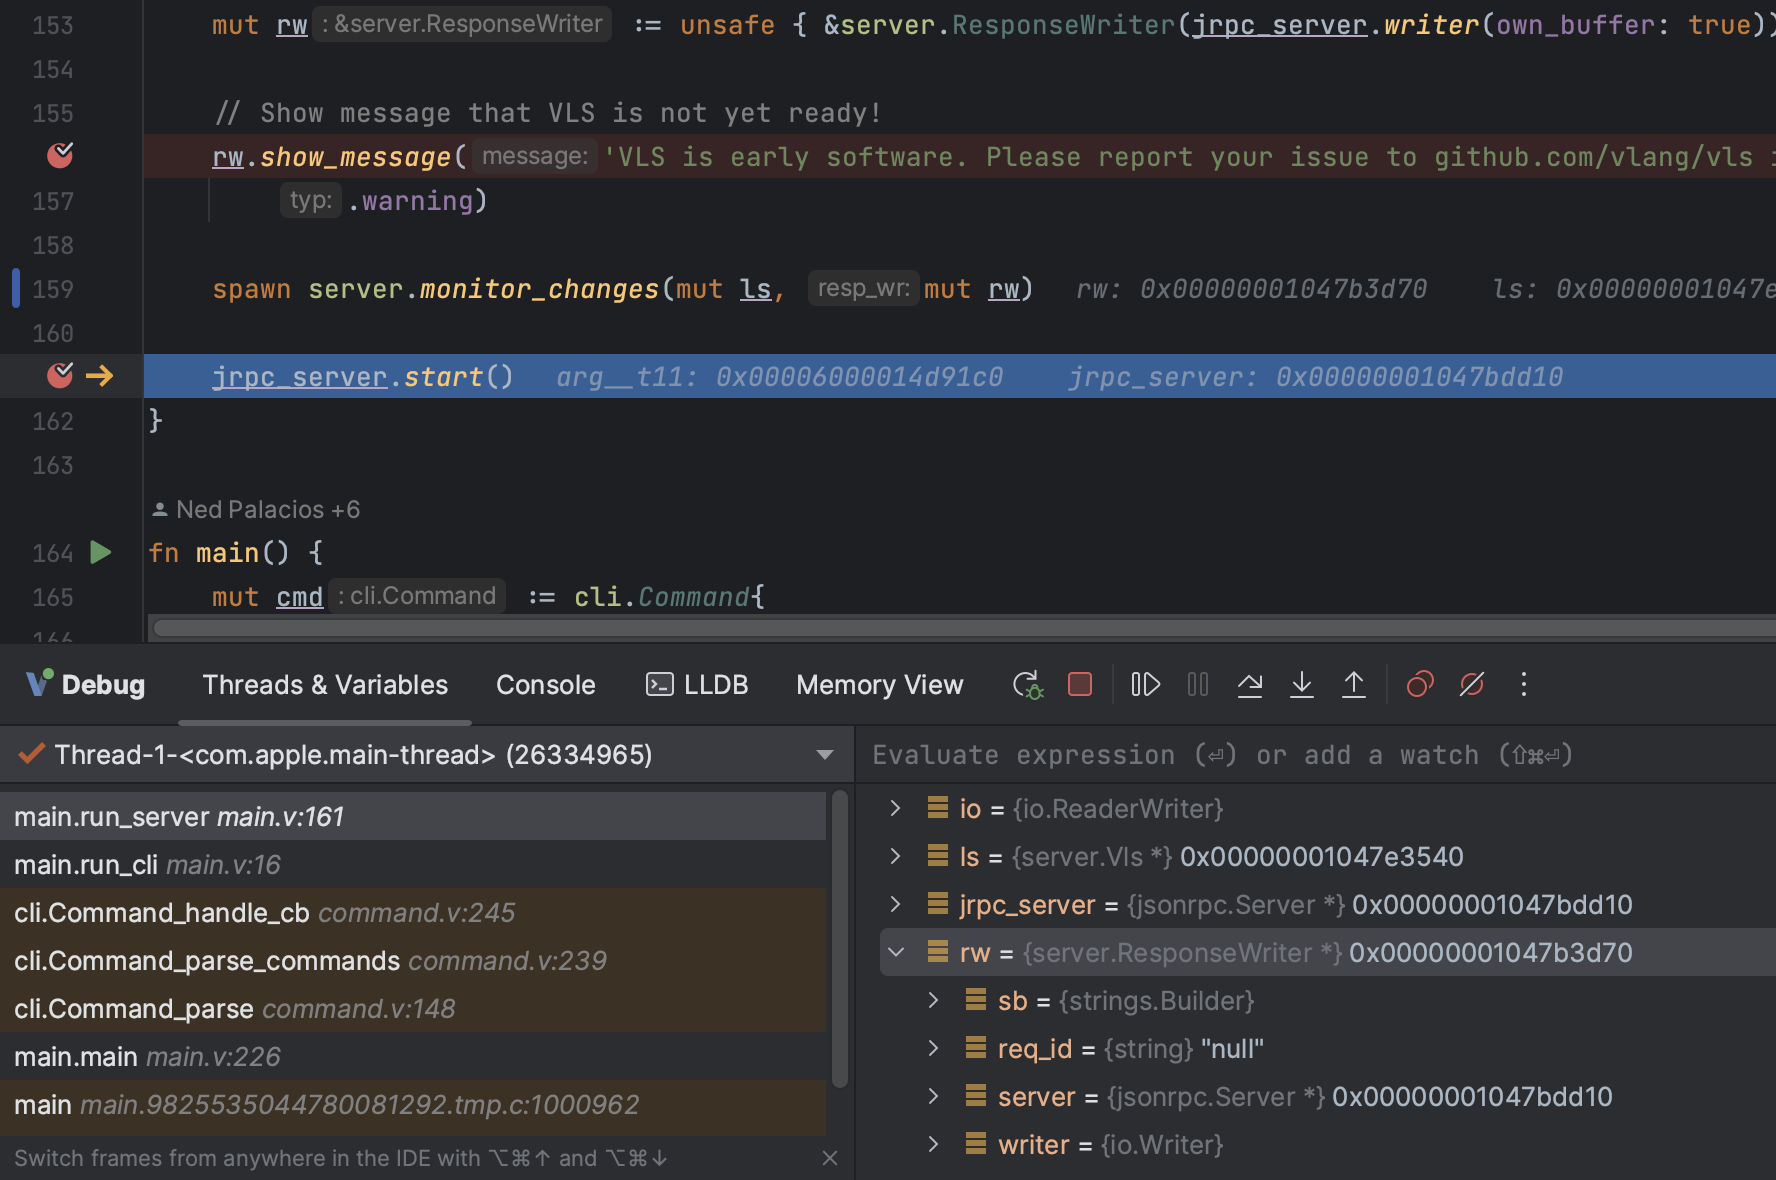 153 mut rw : &server.ResponseWriter := unsafe { &server.ResponseWriter(jrpc_server.writer(own_buffer: true))
154
155 // Show message that VLS is not yet ready!
rw.show_message( message: 'VLS is early software. Please report your issue to github.com/vlang/vls
157 typ: .warning)
158
159 spawn server.monitor_changes(mut ls, resp_wr: mut rw) rw: 0x00000001047b3d70 ls: 0x00000001047e
160
jrpc_server.start() arg__t11: 0x00006000014d91c0 jrpc_server: 0x00000001047bdd10
162 }
163
Ned Palacios +6
164 fn main() {
165 mut cmd : cli.Command := cli.Command{
166
Debug Threads & Variables Console LLDB Memory View
Thread-1-<com.apple.main-thread> (26334965)
main.run_server main.v:161
main.run_cli main.v:16
cli.Command_handle_cb command.v:245
cli.Command_parse_commands command.v:239
cli.Command_parse command.v:148
main.main main.v:226
main main.9825535044780081292.tmp.c:1000962
Switch frames from anywhere in the IDE with ⌥⌘↑ and ⌥⌘↓
Evaluate expression (⏎) or add a watch (⇧⌘⏎)
io = {io.ReaderWriter}
ls = {server.Vls *} 0x00000001047e3540
jrpc_server = {jsonrpc.Server *} 0x00000001047bdd10
rw = {server.ResponseWriter *} 0x00000001047b3d70
sb = {strings.Builder}
req_id = {string} "null"
server = {jsonrpc.Server *} 0x00000001047bdd10
writer = {io.Writer}